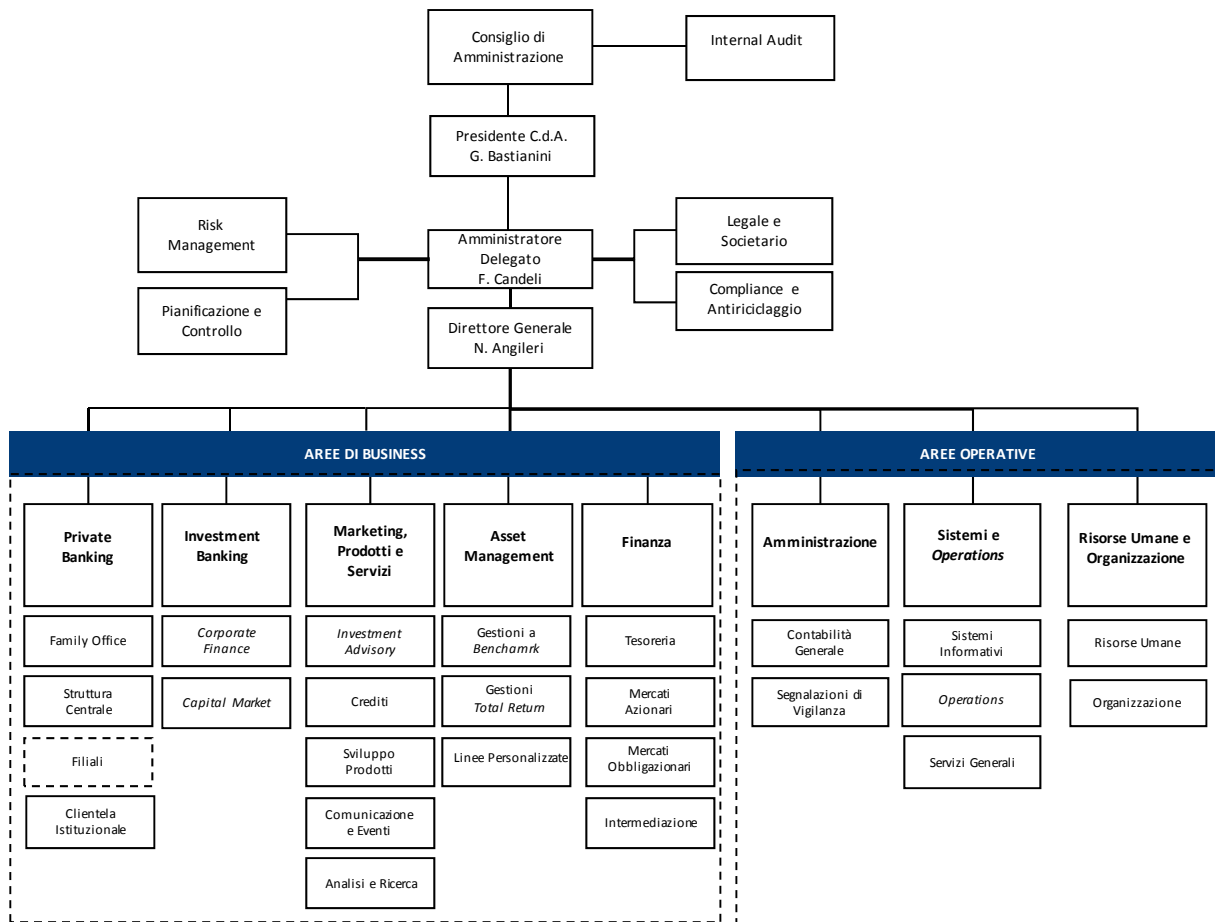 Consiglio di
Amministrazione
Internal Audit
Presidente C.d.A.
G. Bastianini
Risk
Management
Legale e
Societario
Amministratore
Delegato
F. Candeli
Pianificazione e
Controllo
Compliance e
Antiriciclaggio
Direttore Generale
N. Angileri
AREE DI BUSINESS
AREE OPERATIVE
Private
Banking
Investment
Banking
Marketing,
Prodotti e
Servizi
Asset
Management
Finanza
Amministrazione
Sistemi e
Operations
Risorse Umane e
Organizzazione
Family Office
Corporate
Finance
Investment
Advisory
Gestioni a
Benchamrk
Tesoreria
Contabilità
Generale
Sistemi
Informativi
Risorse Umane
Struttura
Centrale
Capital Market
Crediti
Gestioni
Total Return
Mercati
Azionari
Segnalazioni di
Vigilanza
Operations
Organizzazione
Filiali
Sviluppo
Prodotti
Linee Personalizzate
Mercati
Obbligazionari
Servizi Generali
Clientela
Istituzionale
Comunicazione
e Eventi
Intermediazione
Analisi e Ricerca